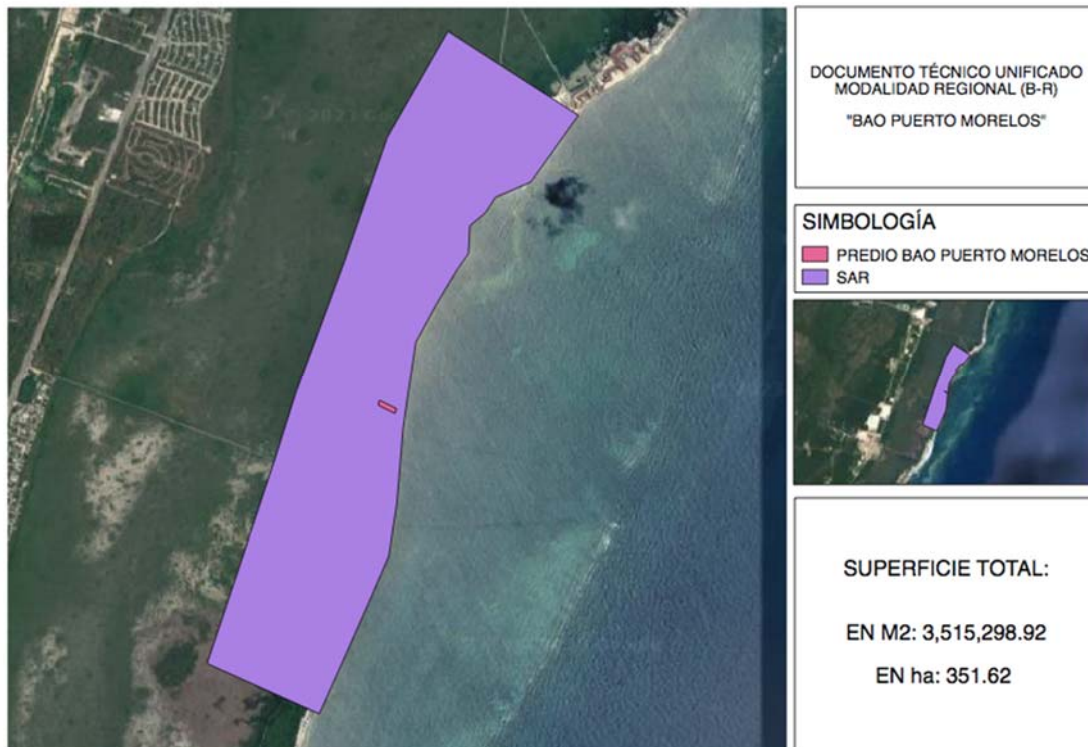 DOCUMENTO TÉCNICO UNIFICADO
MODALIDAD REGIONAL (B-R)
"BAO PUERTO MORELOS"
SIMBOLOGÍA
PREDIO BAO PUERTO MORELOS
SAR
SUPERFICIE TOTAL:
EN M2: 3,515,298.92
EN ha: 351.62